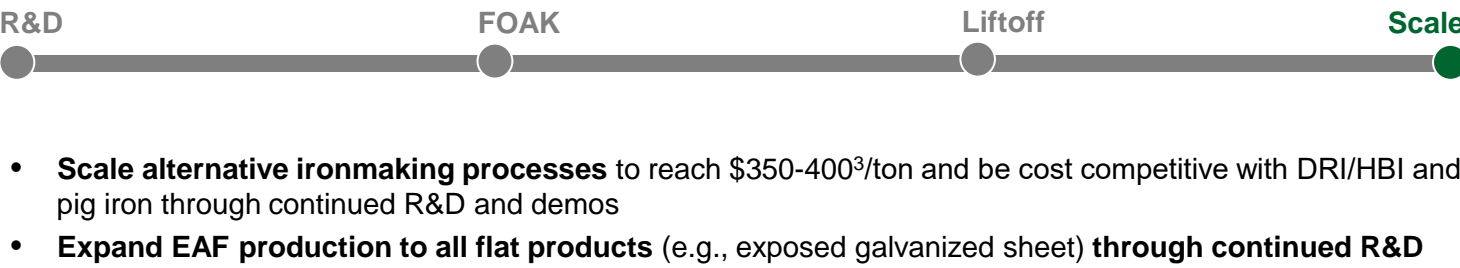 R&D FOAK Liftoff Scale
• Scale alternative ironmaking processes to reach $350-400³/ton and be cost competitive with DRI/HBI and
pig iron through continued R&D and demos
• Expand EAF production to all flat products (e.g., exposed galvanized sheet) through continued R&D